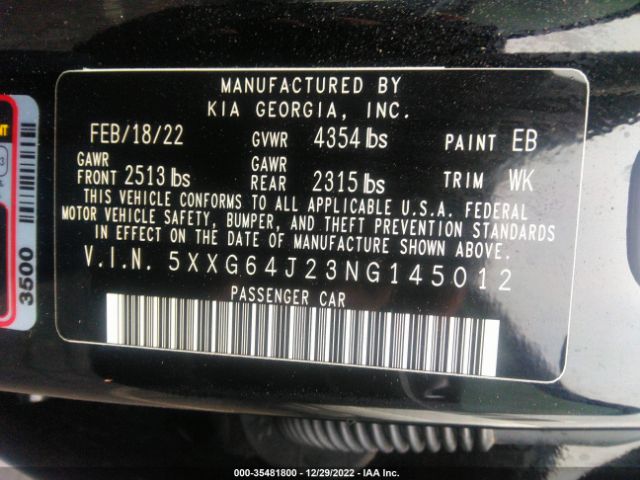 MANUFACTURED BY
KIA GEORGIA, INC.
FEB/18/22 GVWR 4354 lbs PAINT EB
GAWR FRONT 2513 lbs GAWR REAR 2315 lbs TRIM WK
THIS VEHICLE CONFORMS TO ALL APPLICABLE U.S.A. FEDERAL
MOTOR VEHICLE SAFETY, BUMPER, AND THEFT PREVENTION STANDARDS
IN EFFECT ON THE DATE OF MANUFACTURE SHOWN ABOVE.
V.I.N. 5XXG64J23NG145012
PASSENGER CAR
3500
000-35481800 - 12/29/2022 - IAA Inc.